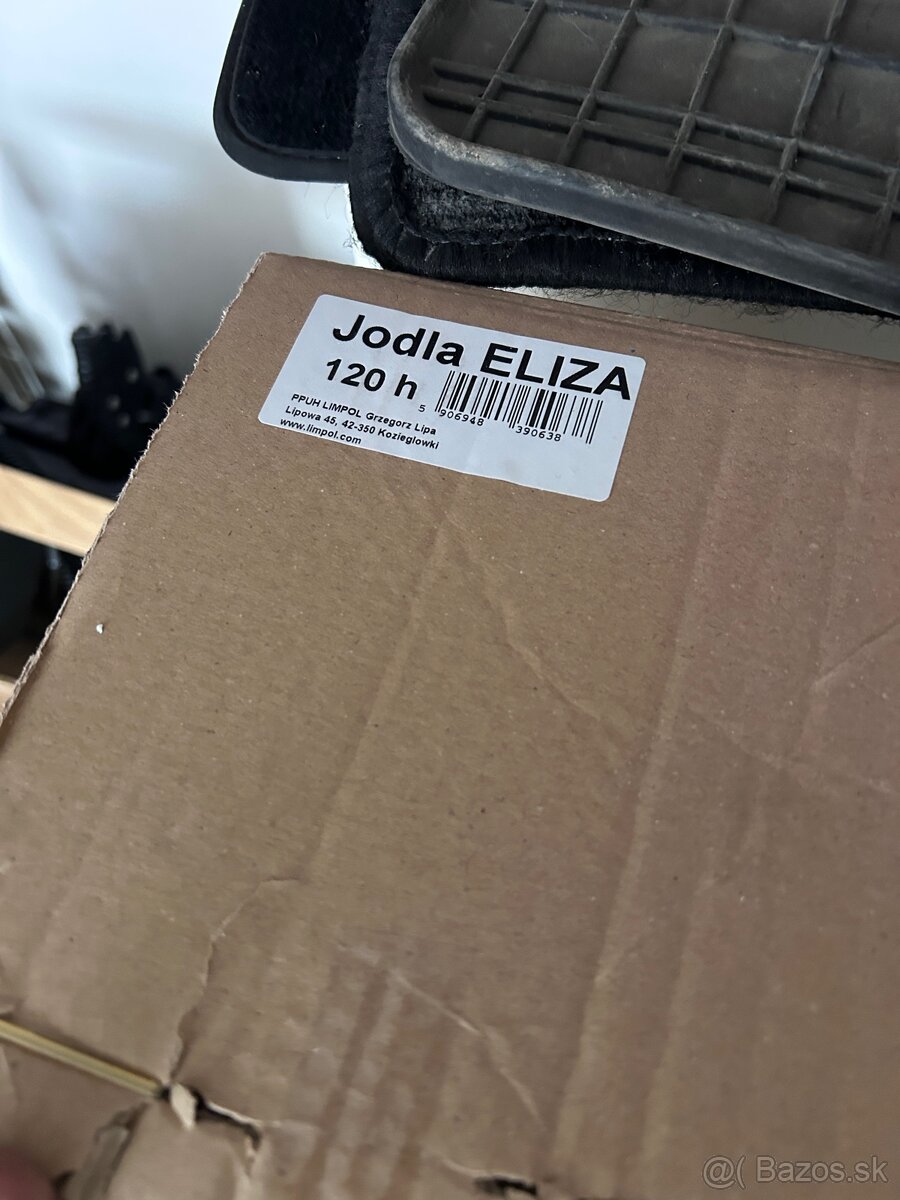 Jodla ELIZA
120 h
5 906948 390638
PPUH LIMPOL Grzegorz Lipa
Lipowa 45, 42-350 Kozieglowki
www.limpol.com
@( Bazos.sk